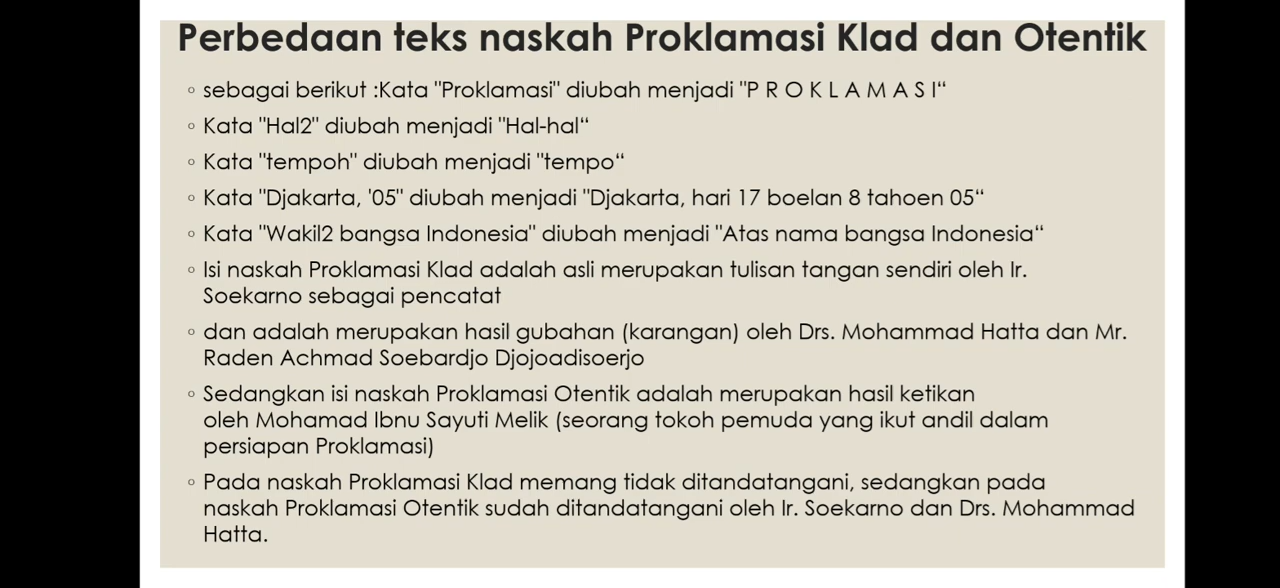 Perbedaan teks naskah Proklamasi Klad dan Otentik
◦ sebagai berikut :Kata "Proklamasi" diubah menjadi "P R O K L A M A S I“
◦ Kata "Hal2" diubah menjadi "Hal-hal“
◦ Kata "tempoh" diubah menjadi "tempo“
◦ Kata "Djakarta, '05" diubah menjadi "Djakarta, hari 17 boelan 8 tahoen 05“
◦ Kata "Wakil2 bangsa Indonesia" diubah menjadi "Atas nama bangsa Indonesia“
◦ Isi naskah Proklamasi Klad adalah asli merupakan tulisan tangan sendiri oleh Ir.
Soekarno sebagai pencatat
◦ dan adalah merupakan hasil gubahan (karangan) oleh Drs. Mohammad Hatta dan Mr.
Raden Achmad Soebardjo Djojoadisoerjo
◦ Sedangkan isi naskah Proklamasi Otentik adalah merupakan hasil ketikan
oleh Mohamad Ibnu Sayuti Melik (seorang tokoh pemuda yang ikut andil dalam
persiapan Proklamasi)
◦ Pada naskah Proklamasi Klad memang tidak ditandatangani, sedangkan pada
naskah Proklamasi Otentik sudah ditandatangani oleh Ir. Soekarno dan Drs. Mohammad
Hatta.